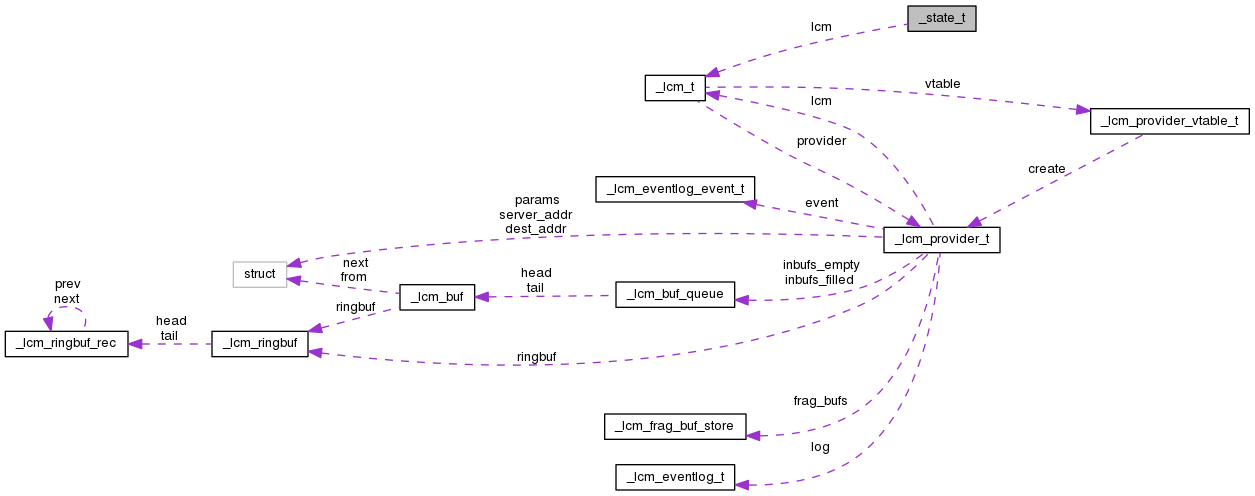 _state_t
lcm
_lcm_t
vtable
lcm
_lcm_provider_vtable_t
provider
create
_lcm_eventlog_event_t
event
params
server_addr
dest_addr
_lcm_provider_t
struct
next
from
inbufs_empty
inbufs_filled
head
tail
_lcm_buf
_lcm_buf_queue
prev
next
ringbuf
head
tail
_lcm_ringbuf_rec
_lcm_ringbuf
ringbuf
frag_bufs
_lcm_frag_buf_store
log
_lcm_eventlog_t